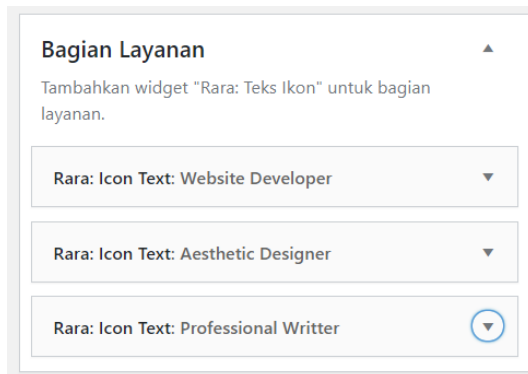 Bagian Layanan
Tambahkan widget "Rara: Teks Ikon" untuk bagian
layanan.
Rara: Icon Text: Website Developer
Rara: Icon Text: Aesthetic Designer
Rara: Icon Text: Professional Writter